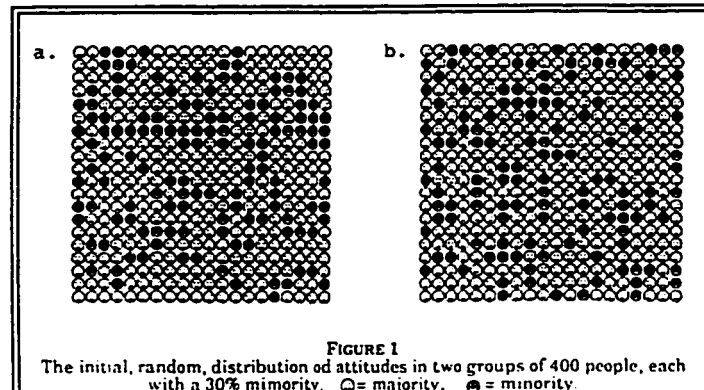 a.
b.
FIGURE 1
The initial, random, distribution od attitudes in two groups of 400 people, each
with a 30% mimority. = majority, = minority.